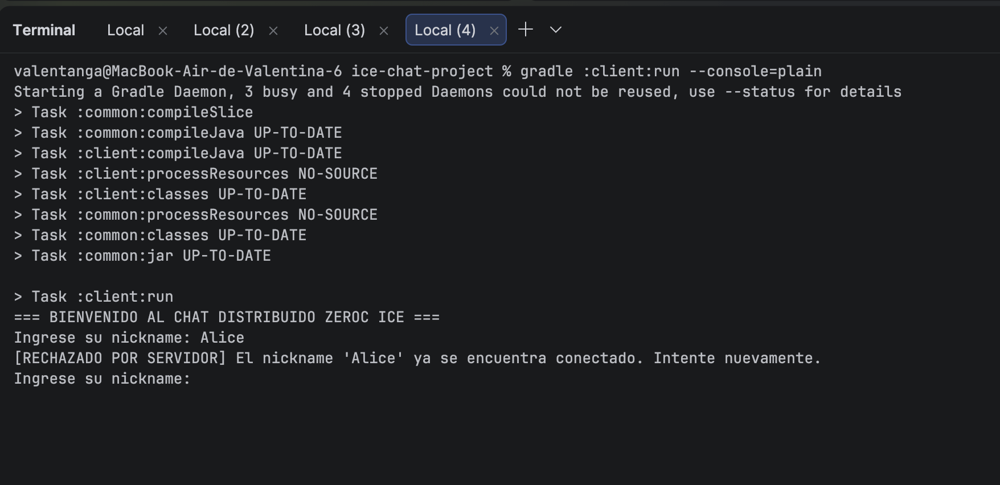 Terminal Local × Local (2) × Local (3) × Local (4) × +
valentanga@MacBook-Air-de-Valentina-6 ice-chat-project % gradle :client:run --console=plain
Starting a Gradle Daemon, 3 busy and 4 stopped Daemons could not be reused, use --status for details
> Task :common:compileSlice
> Task :common:compileJava UP-TO-DATE
> Task :client:compileJava UP-TO-DATE
> Task :client:processResources NO-SOURCE
> Task :client:classes UP-TO-DATE
> Task :common:processResources NO-SOURCE
> Task :common:classes UP-TO-DATE
> Task :common:jar UP-TO-DATE
> Task :client:run
=== BIENVENIDO AL CHAT DISTRIBUIDO ZEROC ICE ===
Ingrese su nickname: Alice
[RECHAZADO POR SERVIDOR] El nickname 'Alice' ya se encuentra conectado. Intente nuevamente.
Ingrese su nickname: